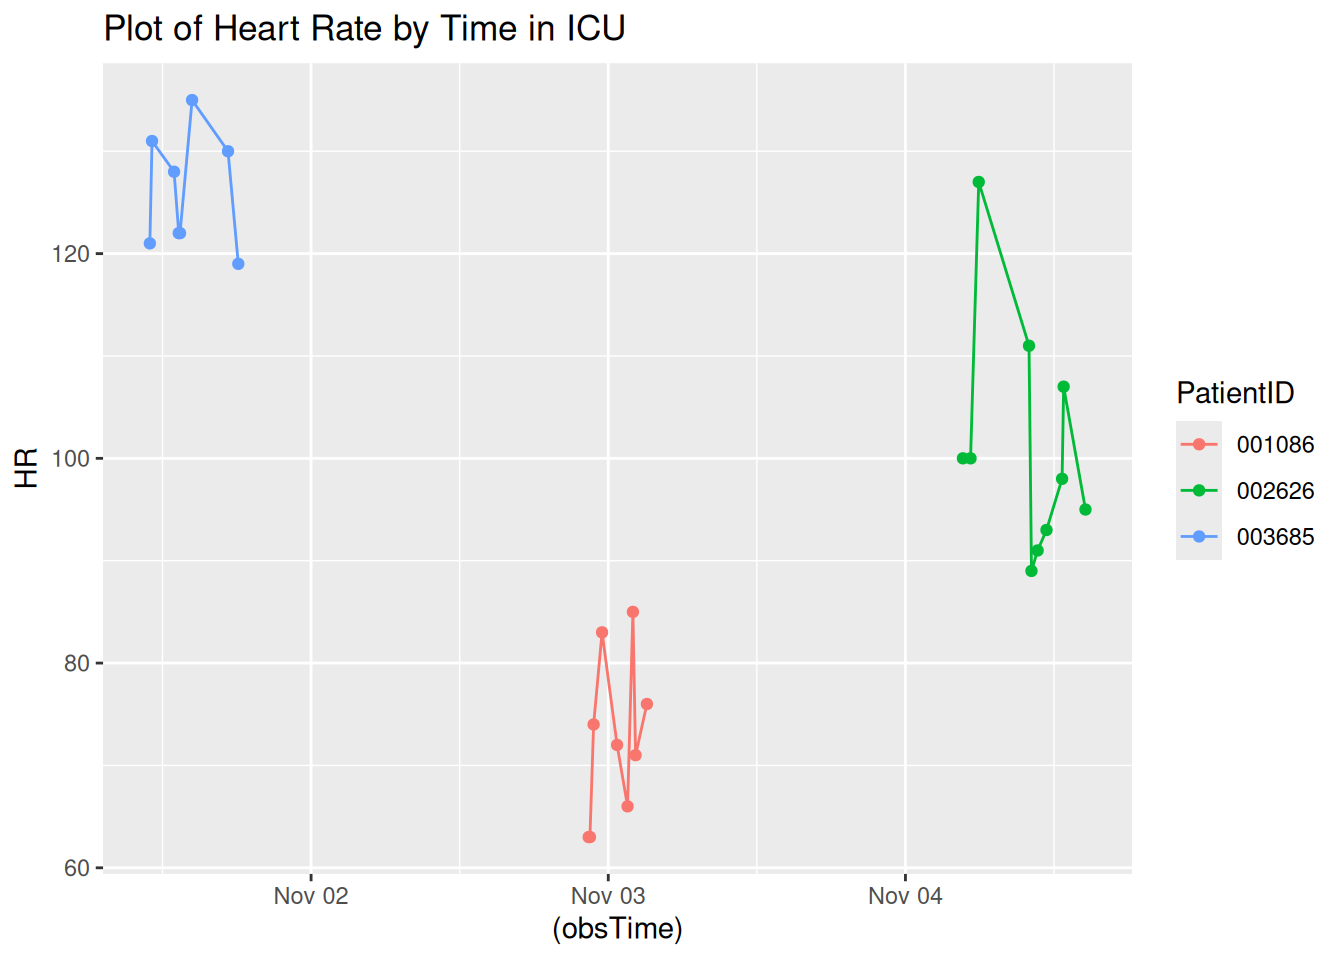 Plot of Heart Rate by Time in ICU
HR
120
100
80
60
Nov 02
Nov 03
Nov 04
(obsTime)
PatientID
001086
002626
003685